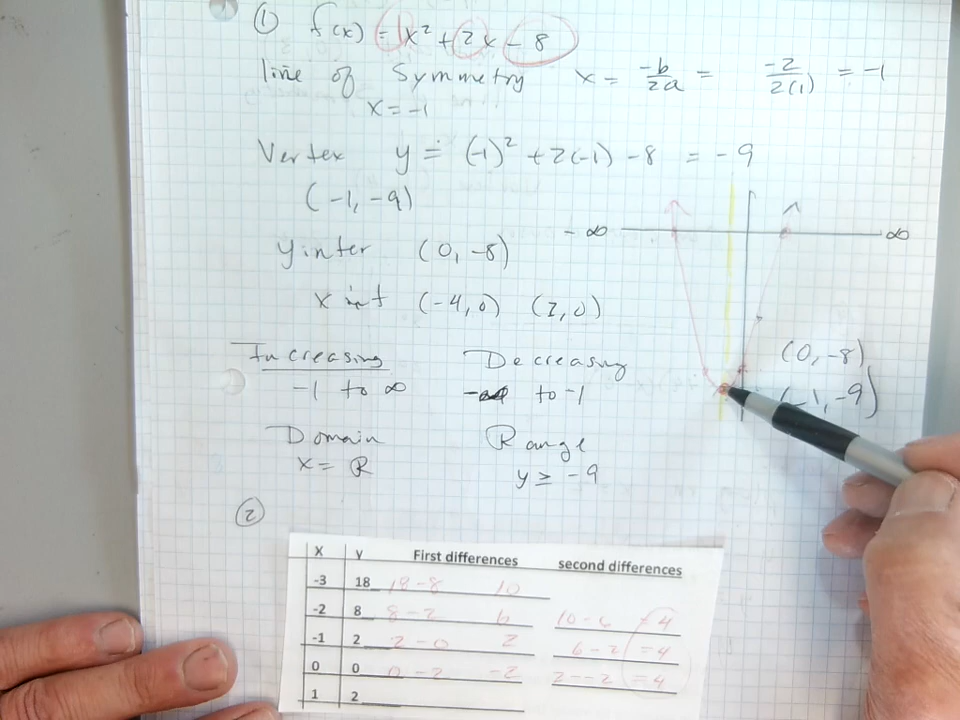 ① f(x) = 1x² + 2x - 8
line of Symmetry x = -b/2a = -2/2(1) = -1
x = -1
Vertex y = (-1)² + 2(-1) - 8 = -9
(-1, -9)
-∞ ∞
y inter (0, -8)
x int (-4, 0) (2, 0)
(0, -8)
(-1, -9)
Increasing Decreasing
-1 to ∞ -∞ to -1
Domain Range
x = R y ≥ -9
②
x y First differences second differences
-3 18 18-8 10
-2 8 8-2 6 10-6 =4
-1 2 2-0 2 6-2 =4
0 0 0-2 -2 2--2 =4
1 2